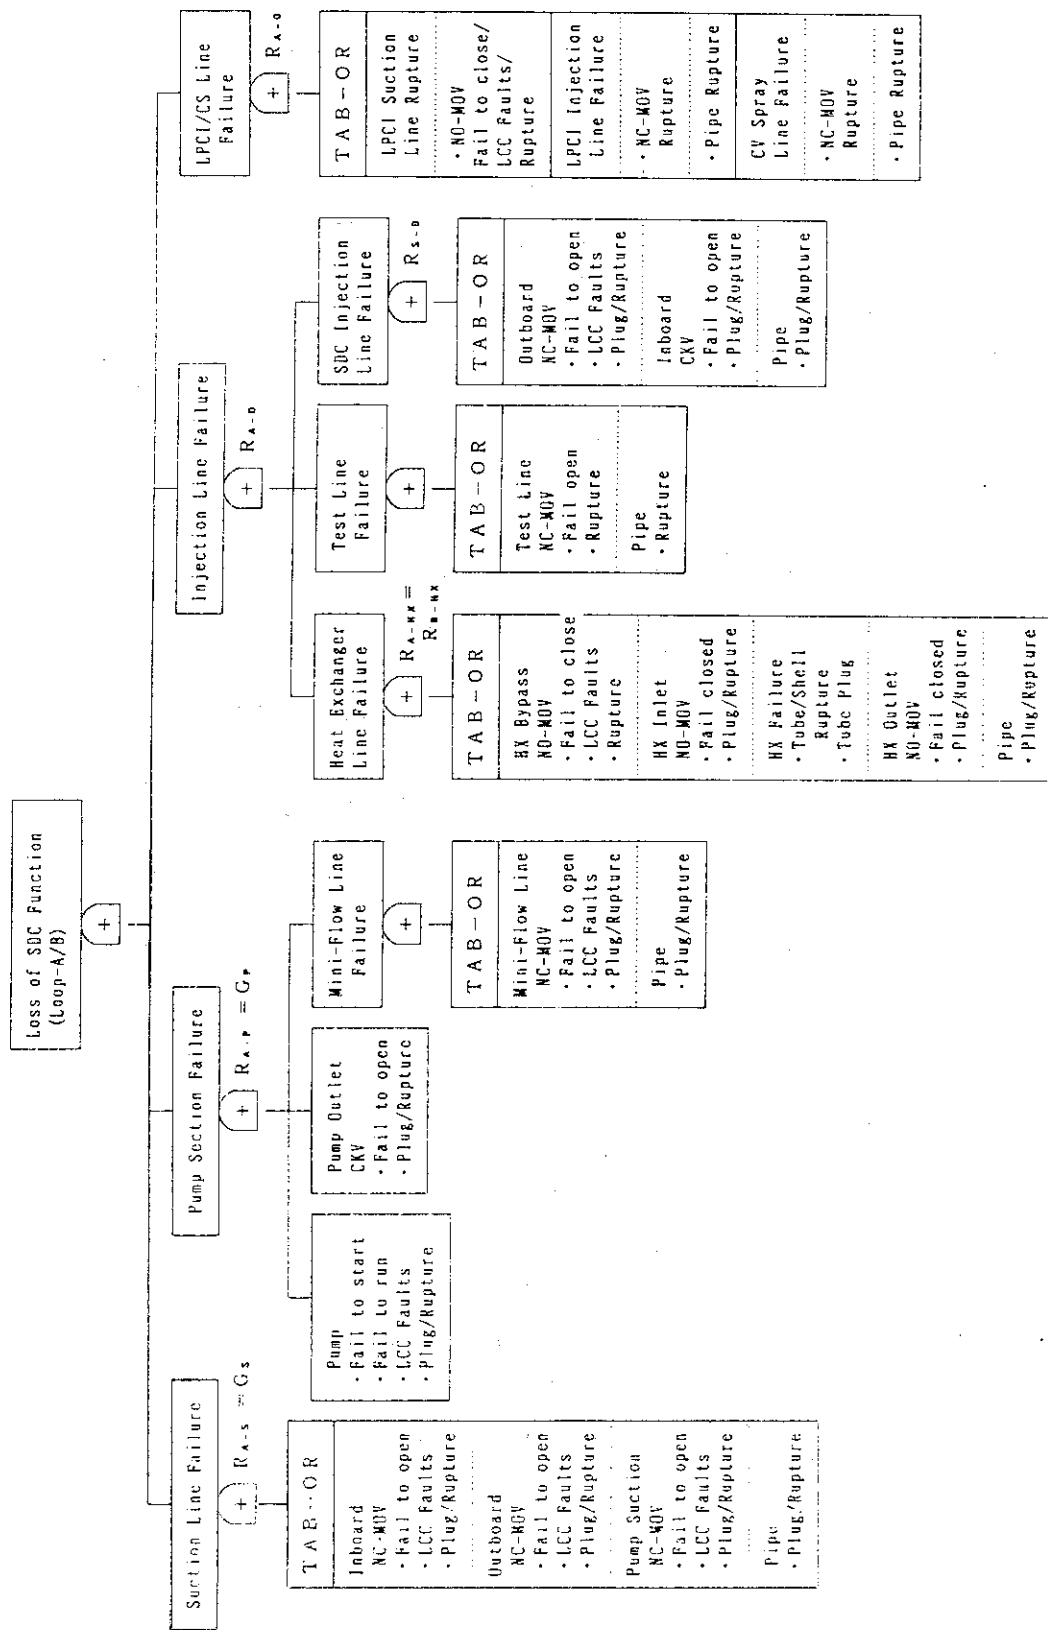 Loss of SDC Function
(Loop-A/B)
+
Suction Line Failure
+
R A-S = G S
TAB-OR
Inboard
NC-MOV
・Fail to open
・LCC Faults
・Plug/Rupture
Outboard
NC-MOV
・Fail to open
・LCC Faults
・Plug/Rupture
Pump Suction
NC-MOV
・Fail to open
・LCC Faults
・Plug/Rupture
Pipe
・Plug/Rupture
Pump Section Failure
+
R A-P = G P
Pump
・Fail to start
・Fail to run
・LCC Faults
・Plug/Rupture
Pump Outlet
CKV
・Fail to open
・Plug/Rupture
Mini-Flow Line
Failure
+
TAB-OR
Mini-Flow Line
NC-MOV
・Fail to open
・LCC Faults
・Plug/Rupture
Pipe
・Plug/Rupture
Injection Line Failure
+
R A-D
Heat Exchanger
Line Failure
+
R A-HX =
R B-HX
TAB-OR
HX Bypass
NO-MOV
・Fail to close
・LCC Faults
・Rupture
HX Inlet
NO-MOV
・Fail closed
・Plug/Rupture
HX Failure
・Tube/Shell
Rupture
・Tube Plug
HX Outlet
NO-MOV
・Fail closed
・Plug/Rupture
Pipe
・Plug/Rupture
Test Line
Failure
+
TAB-OR
Test Line
NC-MOV
・Fail open
・Rupture
Pipe
・Rupture
SDC Injection
Line Failure
+
R S-D
TAB-OR
Outboard
NC-MOV
・Fail to open
・LCC Faults
・Plug/Rupture
Inboard
CKV
・Fail to open
・Plug/Rupture
Pipe
・Plug/Rupture
LPCI/CS Line
Failure
+
R A-O
TAB-OR
LPCI Suction
Line Rupture
・NO-MOV
Fail to close/
LCC Faults/
Rupture
LPCI Injection
Line Failure
・NC-MOV
Rupture
・Pipe Rupture
CV Spray
Line Failure
・NC-MOV
Rupture
・Pipe Rupture